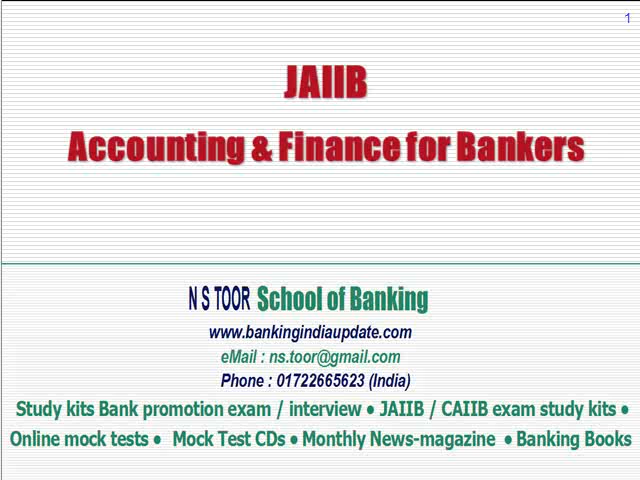 1
JAIIB
Accounting & Finance for Bankers
N S TOOR School of Banking
www.bankingindiaupdate.com
eMail : ns.toor@gmail.com
Phone : 01722665623 (India)
Study kits Bank promotion exam / interview ● JAIIB / CAIIB exam study kits ●
Online mock tests ● Mock Test CDs ● Monthly News-magazine ● Banking Books